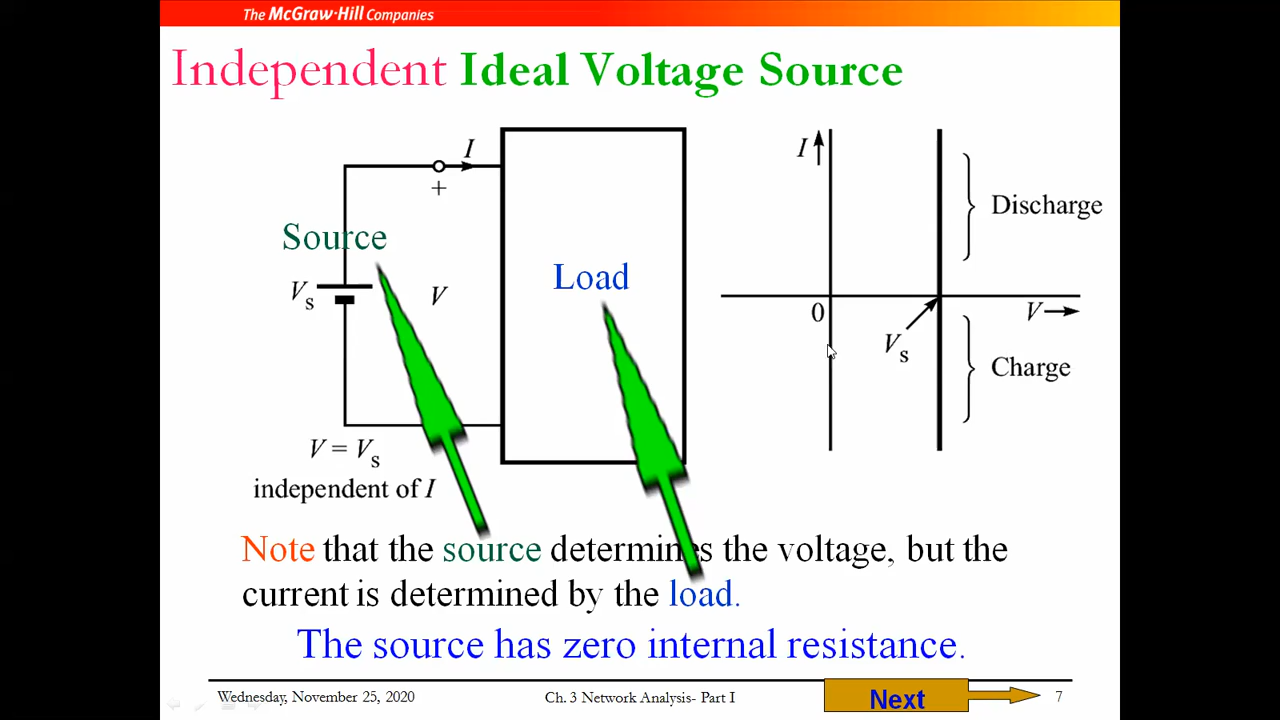 The McGraw-Hill Companies
Independent Ideal Voltage Source
I
+
Source
Vs
V
Load
V = Vs
independent of I
I
Discharge
0
V
Vs
Charge
Note that the source determines the voltage, but the
current is determined by the load.
The source has zero internal resistance.
Wednesday, November 25, 2020
Ch. 3 Network Analysis- Part I
Next
7